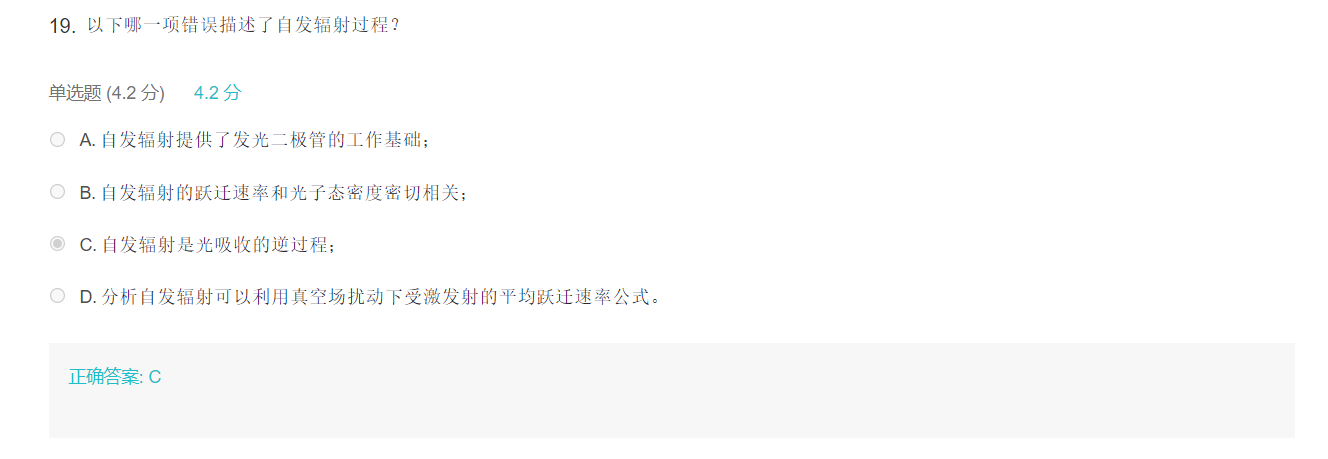 19. 以下哪一项错误描述了自发辐射过程?
单选题 (4.2 分) 4.2 分
A. 自发辐射提供了发光二极管的工作基础;
B. 自发辐射的跃迁速率和光子态密度密切相关;
C. 自发辐射是光吸收的逆过程;
D. 分析自发辐射可以利用真空场扰动下受激发射的平均跃迁速率公式。
正确答案: C